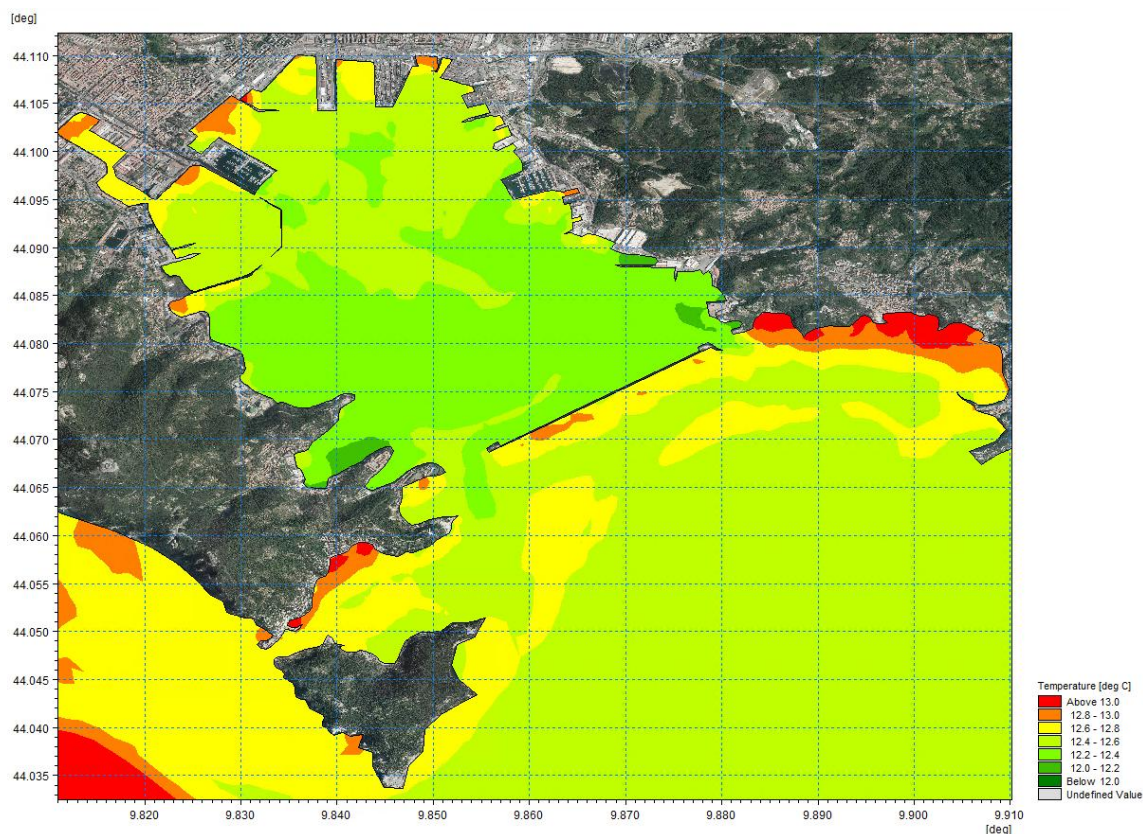 [deg]
44.110
44.105
44.100
44.095
44.090
44.085
44.080
44.075
44.070
44.065
44.060
44.055
44.050
44.045
44.040
44.035
9.820 9.830 9.840 9.850 9.860 9.870 9.880 9.890 9.900 9.910
[deg]
Temperature [deg C]
Above 13.0
12.8 - 13.0
12.6 - 12.8
12.4 - 12.6
12.2 - 12.4
12.0 - 12.2
Below 12.0
Undefined Value